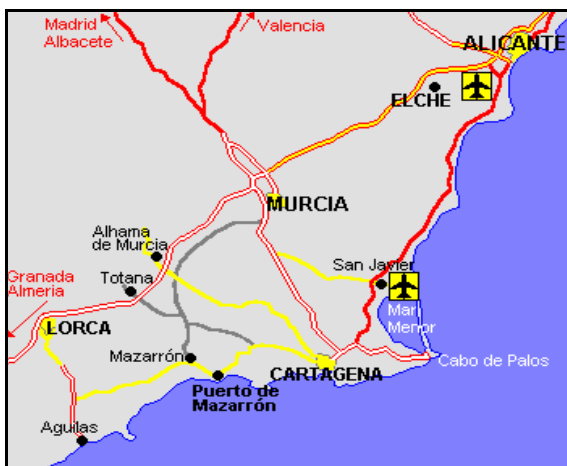 Madrid
Albacete
Valencia
ALICANTE
ELCHE
MURCIA
Alhama
de Murcia
San Javier
Granada
Almeria
Totana
Mar
Menor
LORCA
Mazarrón
CARTAGENA
Cabo de Palos
Puerto de
Mazarrón
Aguilas